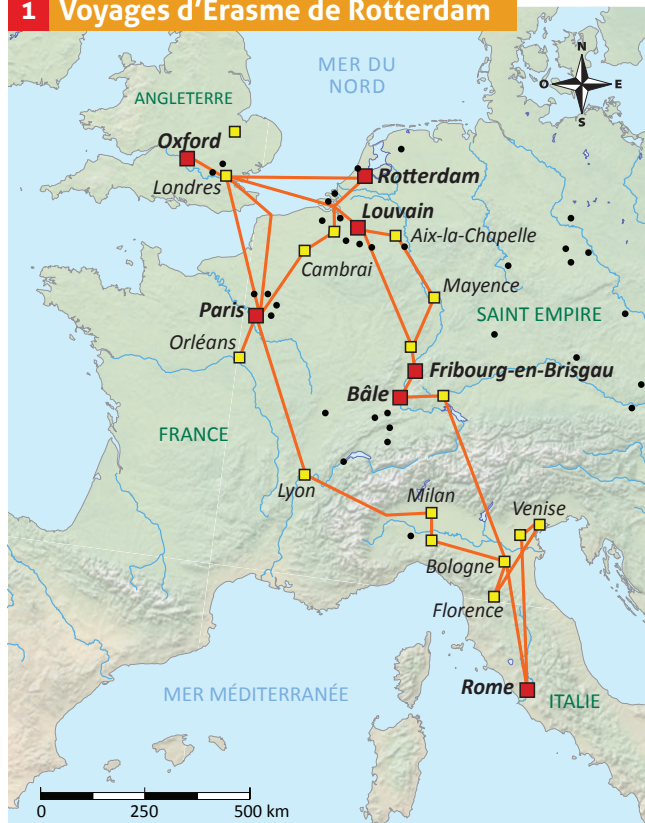 1 Voyages d'Érasme de Rotterdam
MER DU
NORD
N
O
E
S
ANGLETERRE
Oxford
Londres
Rotterdam
Louvain
Aix-la-Chapelle
Cambrai
Mayence
Paris
SAINT EMPIRE
Orléans
Fribourg-en-Brisgau
Bâle
FRANCE
Lyon
Milan
Venise
Bologne
Florence
MER MÉDITERRANÉE
Rome
ITALIE
0 250 500 km